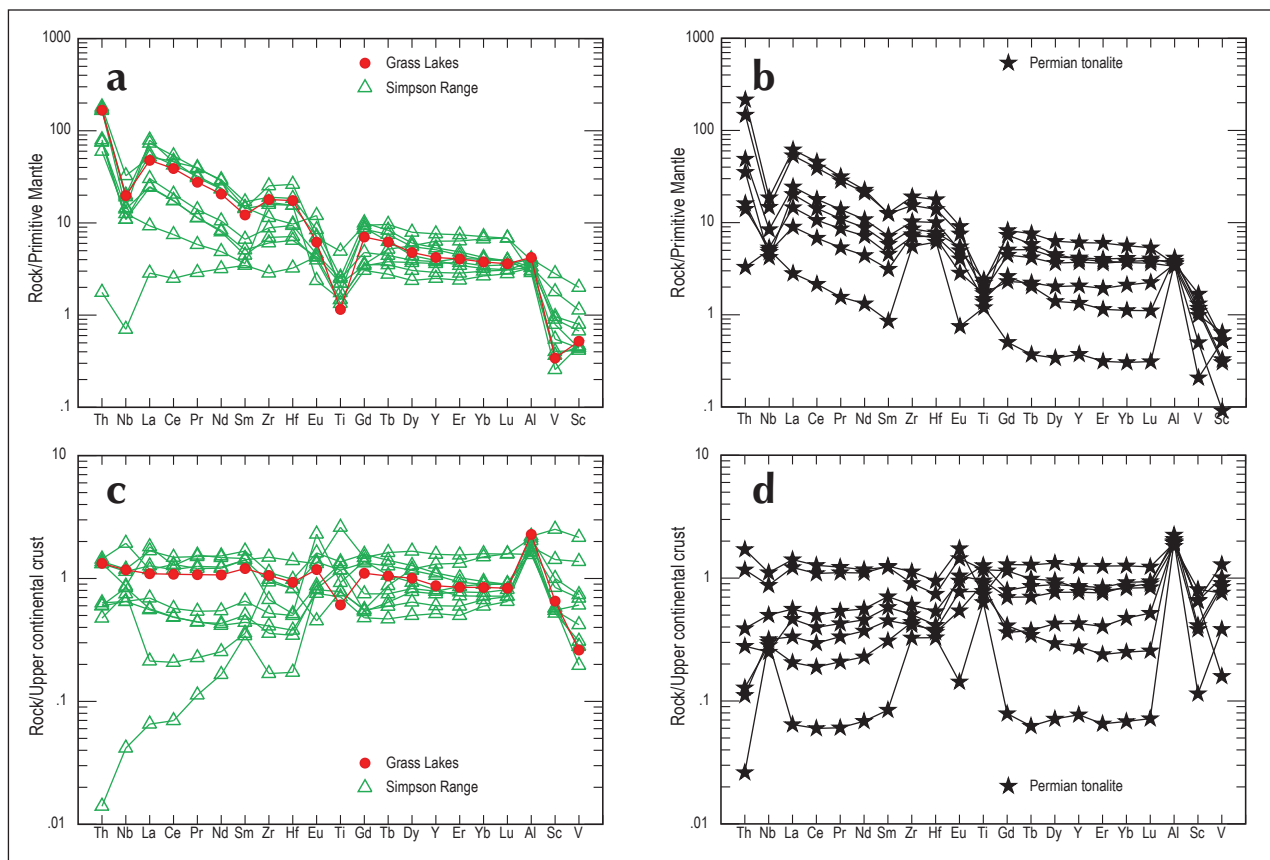 a
Rock/Primitive Mantle
1000
100
10
1
.1
Grass Lakes
Simpson Range
Th Nb La Ce Pr Nd Sm Zr Hf Eu Ti Gd Tb Dy Y Er Yb Lu Al V Sc
b
Rock/Primitive Mantle
1000
100
10
1
.1
Permian tonalite
Th Nb La Ce Pr Nd Sm Zr Hf Eu Ti Gd Tb Dy Y Er Yb Lu Al V Sc
c
Rock/Upper continental crust
10
1
0.1
.01
Grass Lakes
Simpson Range
Th Nb La Ce Pr Nd Sm Zr Hf Eu Ti Gd Tb Dy Y Er Yb Lu Al Sc V
d
Rock/Upper continental crust
10
1
0.1
.01
Permian tonalite
Th Nb La Ce Pr Nd Sm Zr Hf Eu Ti Gd Tb Dy Y Er Yb Lu Al Sc V